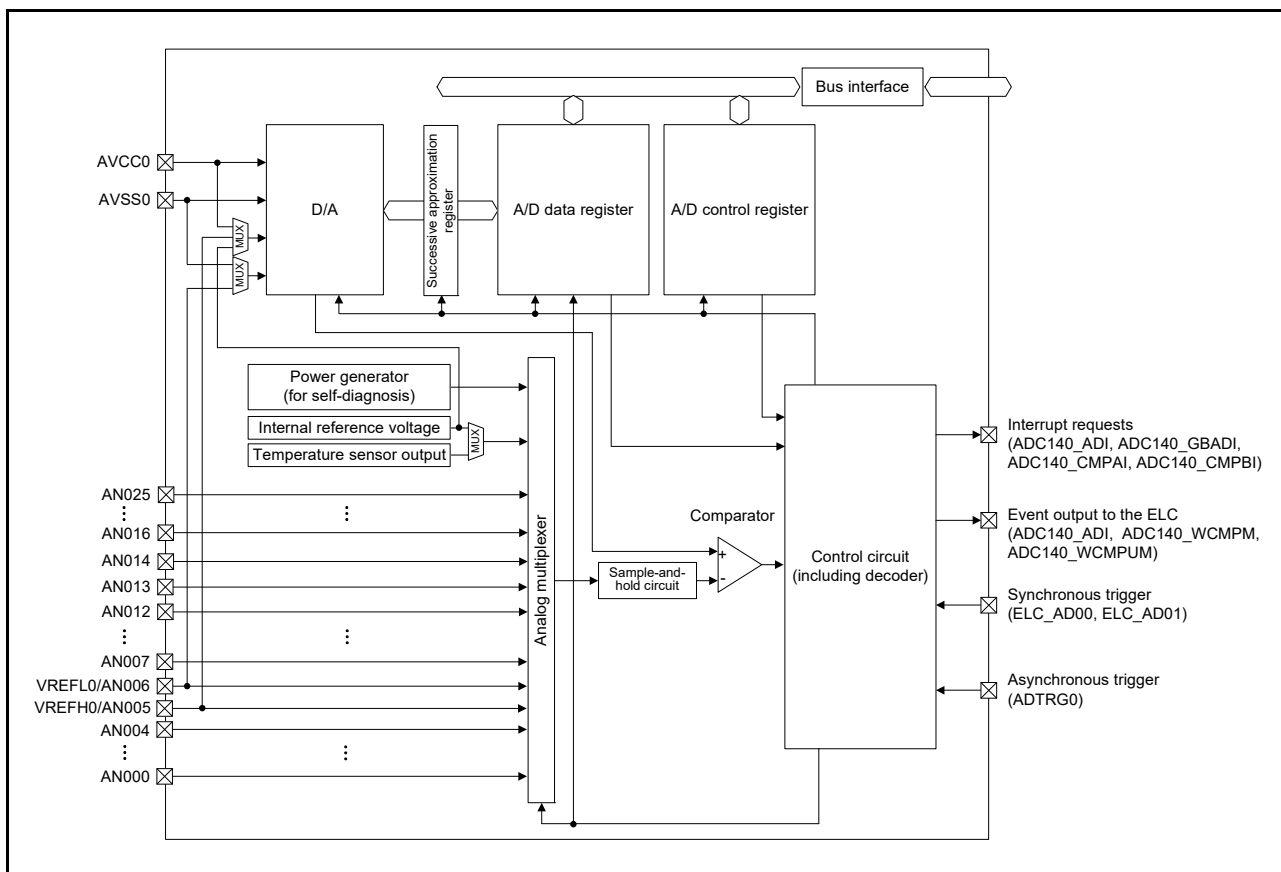 Bus interface
AVCC0
AVSS0
MUX
MUX
D/A
Successive approximation
register
A/D data register
A/D control register
Power generator
(for self-diagnosis)
Internal reference voltage
Temperature sensor output
MUX
Analog multiplexer
AN025
AN016
AN014
AN013
AN012
AN007
VREFL0/AN006
VREFH0/AN005
AN004
AN000
Sample-and-
hold circuit
Comparator
+
-
Control circuit
(including decoder)
Interrupt requests
(ADC140_ADI, ADC140_GBADI,
ADC140_CMPAI, ADC140_CMPBI)
Event output to the ELC
(ADC140_ADI, ADC140_WCMPM,
ADC140_WCMPUM)
Synchronous trigger
(ELC_AD00, ELC_AD01)
Asynchronous trigger
(ADTRG0)